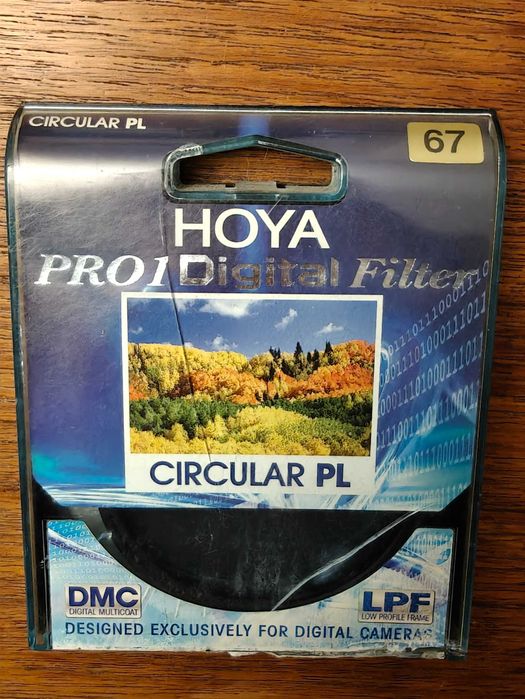 CIRCULAR PL
67
HOYA
PRO1 Digital Filter
CIRCULAR PL
DMC
DIGITAL MULTICOAT
LPF
LOW PROFILE FRAME
DESIGNED EXCLUSIVELY FOR DIGITAL CAMERAS